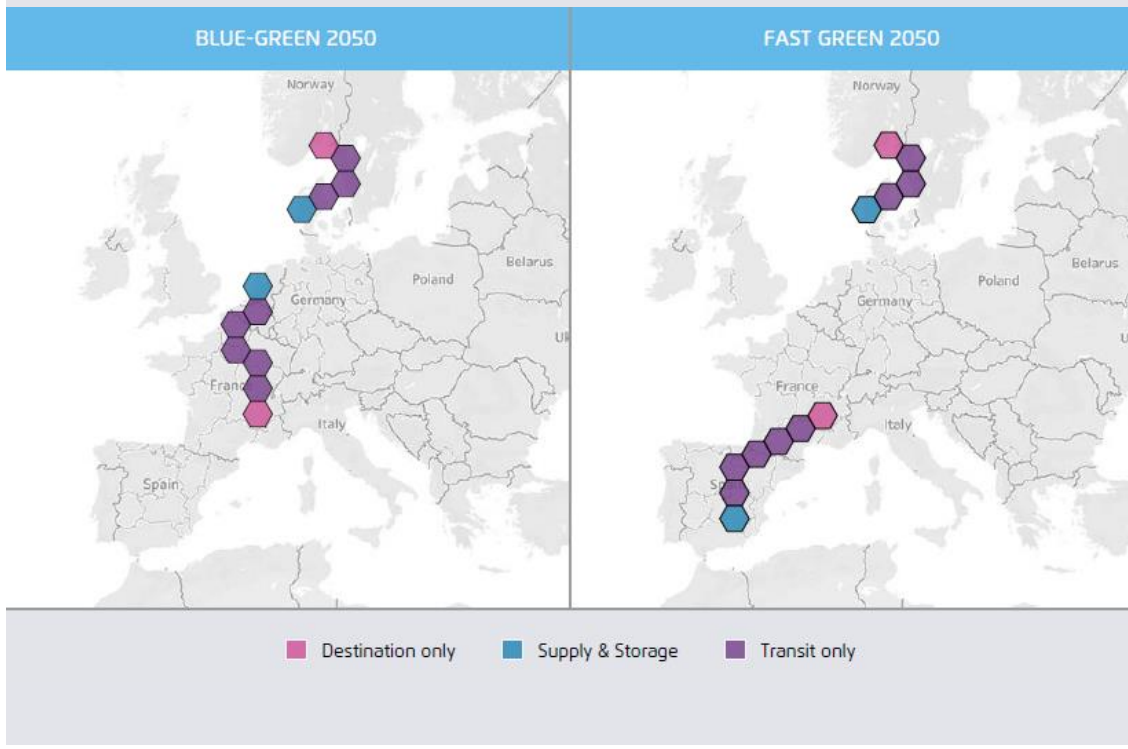 BLUE-GREEN 2050
FAST GREEN 2050
Norway
Norway
Belarus
Belarus
Poland
Poland
Germany
Germany
France
Italy
Italy
Spain
Destination only
Supply & Storage
Transit only